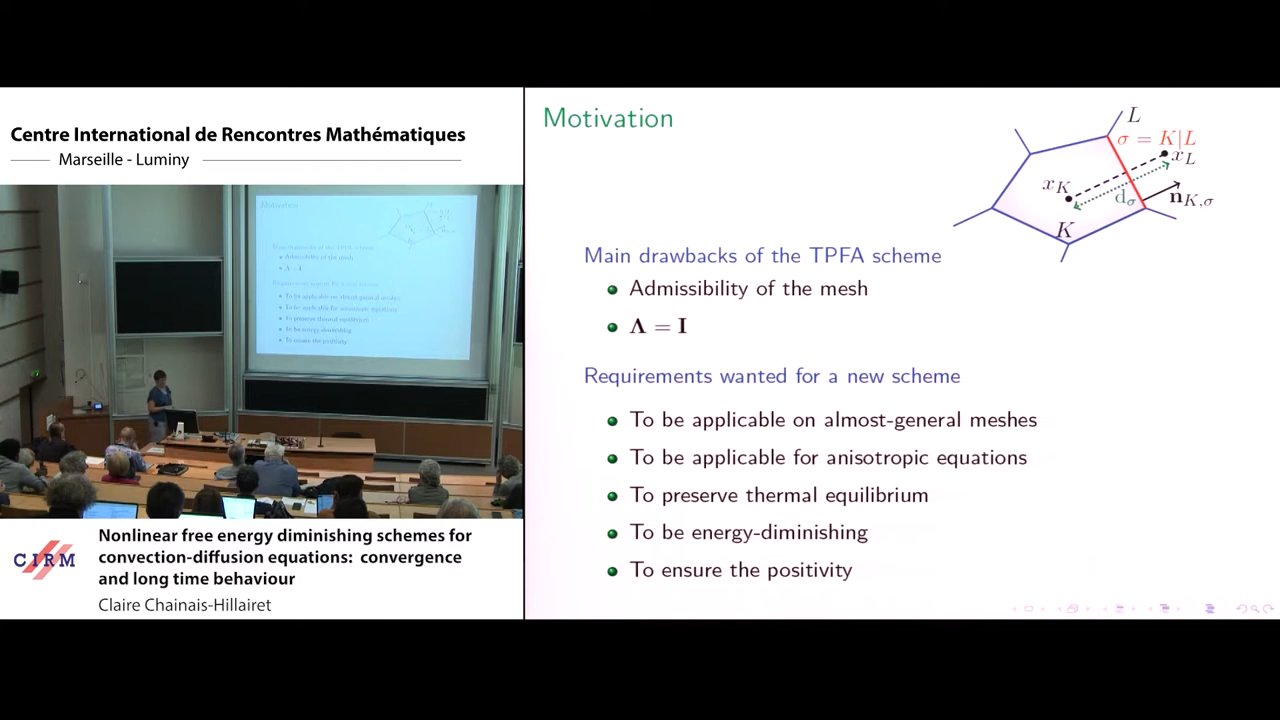 Centre International de Rencontres Mathématiques
Marseille - Luminy
CIRM
Nonlinear free energy diminishing schemes for
convection-diffusion equations: convergence
and long time behaviour
Claire Chainais-Hillairet
Motivation
L
σ = K|L
x_L
x_K
d_σ
n_{K,σ}
K
Main drawbacks of the TPFA scheme
Admissibility of the mesh
Λ = I
Requirements wanted for a new scheme
To be applicable on almost-general meshes
To be applicable for anisotropic equations
To preserve thermal equilibrium
To be energy-diminishing
To ensure the positivity